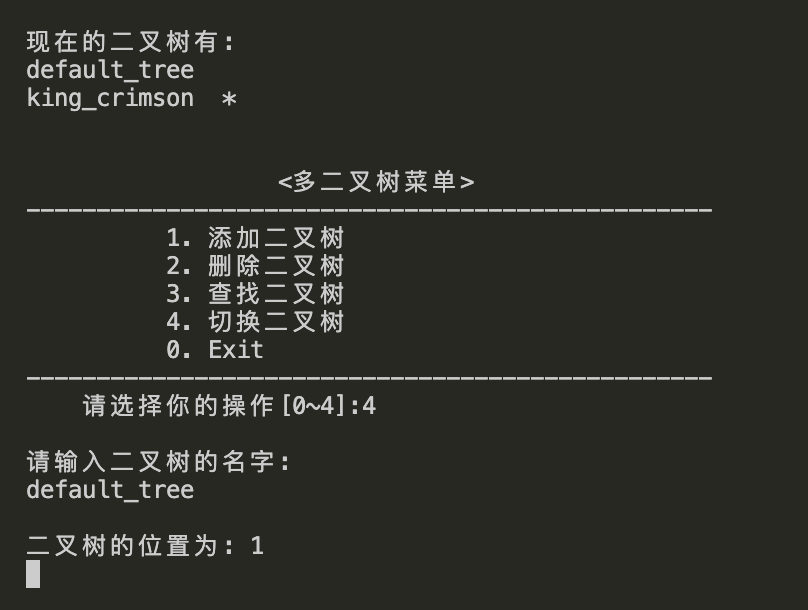 现在的二叉树有:
default_tree
king_crimson  *
<多二叉树菜单>
1. 添加二叉树
2. 删除二叉树
3. 查找二叉树
4. 切换二叉树
0. Exit
请选择你的操作[0~4]:4
请输入二叉树的名字:
default_tree
二叉树的位置为: 1